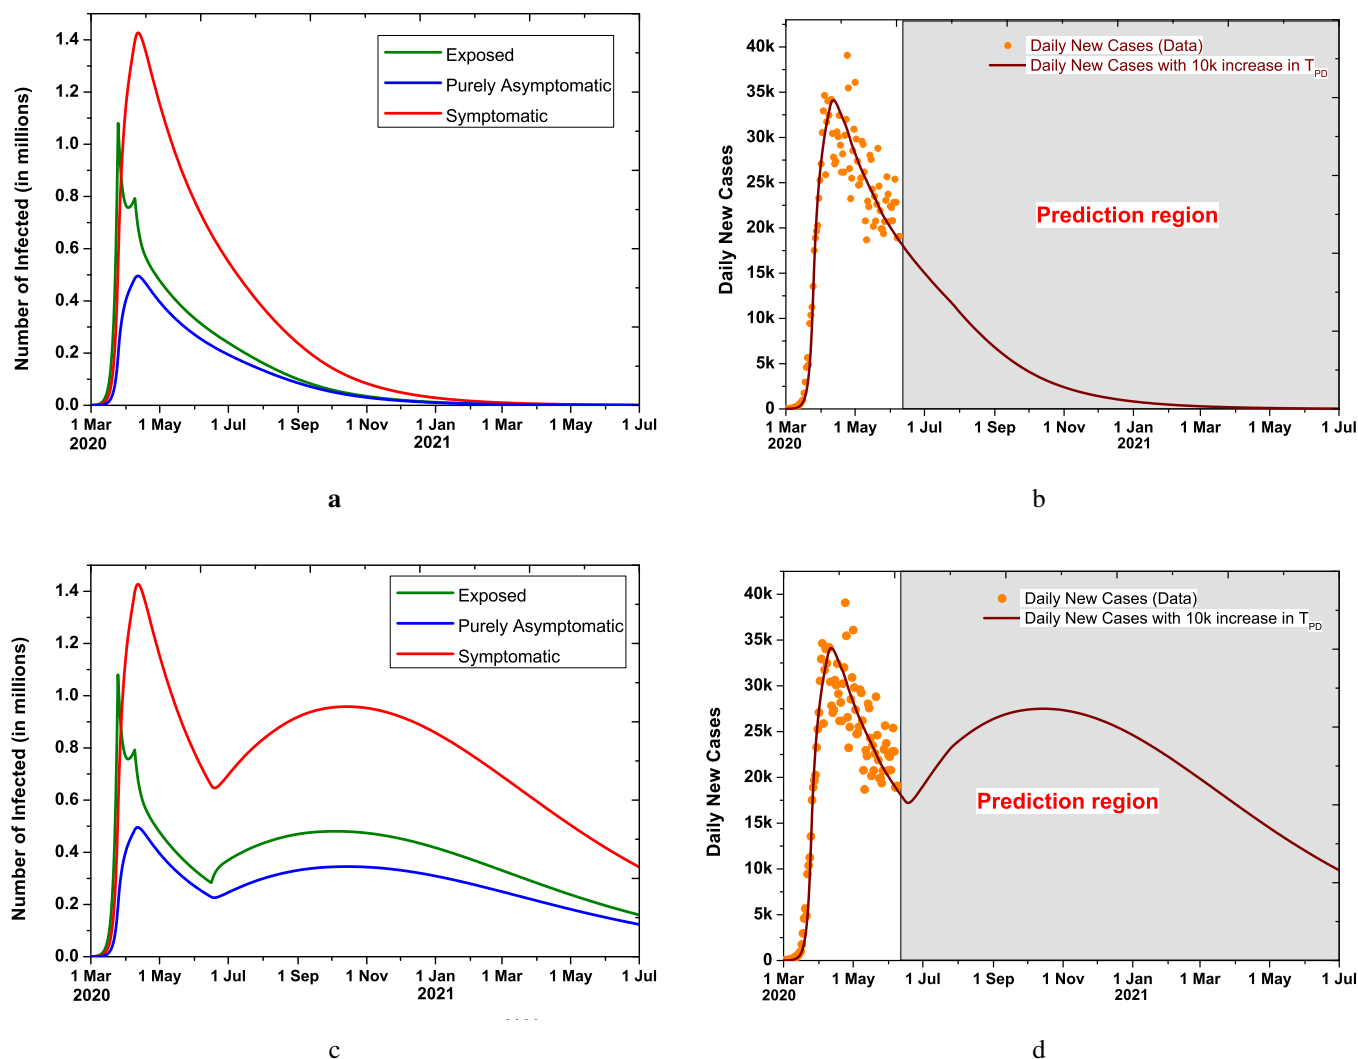 1.4
1.2
1.0
0.8
0.6
0.4
0.2
0.0
Number of Infected (in millions)
Exposed
Purely Asymptomatic
Symptomatic
1 Mar 1 May 1 Jul 1 Sep 1 Nov 1 Jan 1 Mar 1 May 1 Jul
2020 2021
a
40k
35k
30k
25k
20k
15k
10k
5k
0
Daily New Cases
Daily New Cases (Data)
Daily New Cases with 10k increase in TPD
Prediction region
1 Mar 1 May 1 Jul 1 Sep 1 Nov 1 Jan 1 Mar 1 May 1 Jul
2020 2021
b
1.4
1.2
1.0
0.8
0.6
0.4
0.2
0.0
Number of Infected (in millions)
Exposed
Purely Asymptomatic
Symptomatic
1 Mar 1 May 1 Jul 1 Sep 1 Nov 1 Jan 1 Mar 1 May 1 Jul
2020 2021
c
40k
35k
30k
25k
20k
15k
10k
5k
0
Daily New Cases
Daily New Cases (Data)
Daily New Cases with 10k increase in TPD
Prediction region
1 Mar 1 May 1 Jul 1 Sep 1 Nov 1 Jan 1 Mar 1 May 1 Jul
2020 2021
d